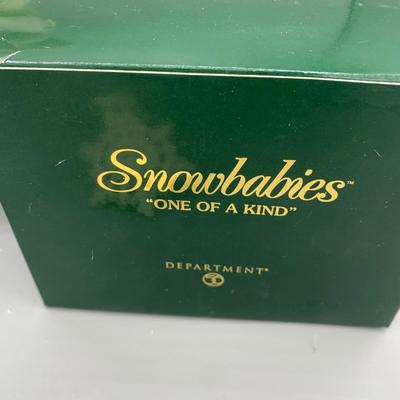 Snowbabies™
"ONE OF A KIND"
DEPARTMENT®